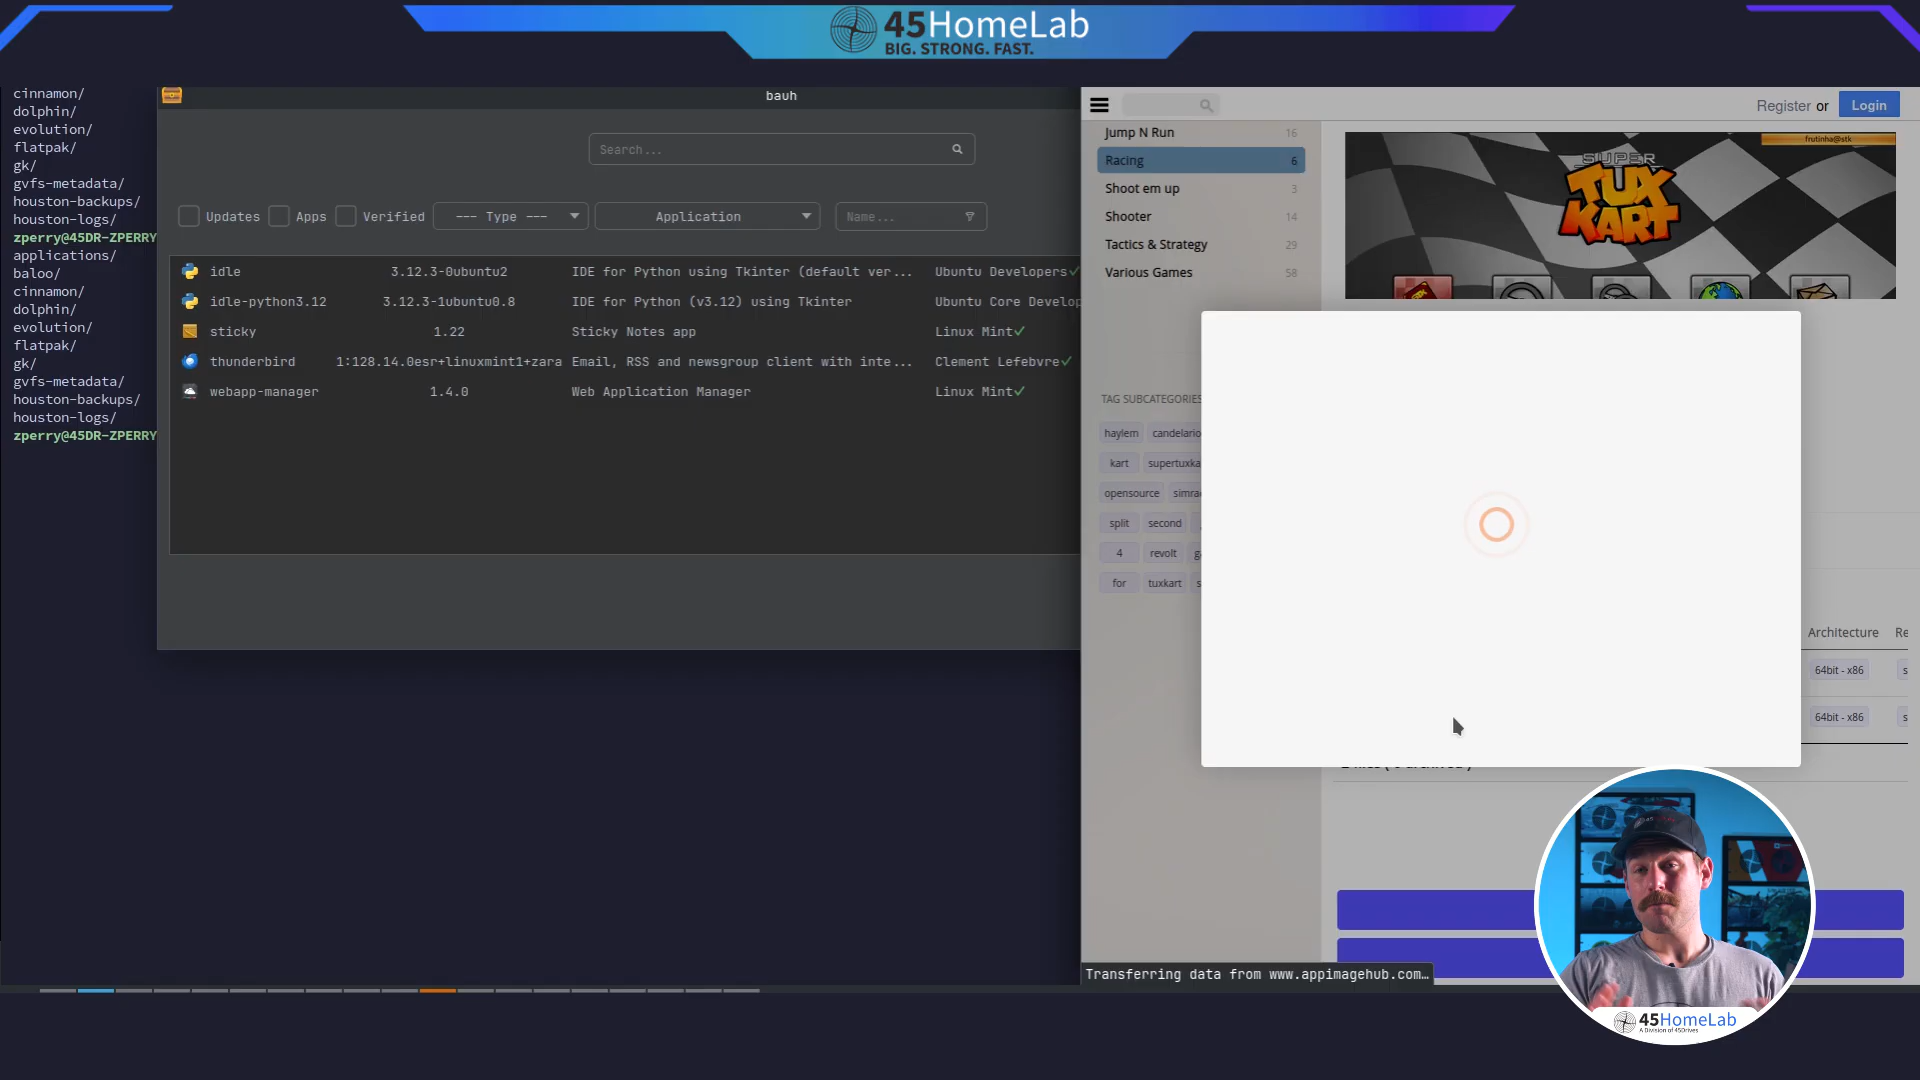 45HomeLab
BIG. STRONG. FAST.
cinnamon/
dolphin/
evolution/
flatpak/
gk/
gvfs-metadata/
houston-backups/
houston-logs/
zperry@45DR-ZPERRY
applications/
baloo/
cinnamon/
dolphin/
evolution/
flatpak/
gk/
gvfs-metadata/
houston-backups/
houston-logs/
zperry@45DR-ZPERRY
bauh
Search...
Updates Apps Verified --- Type --- Application Name...
idle 3.12.3-0ubuntu2 IDE for Python using Tkinter (default ver... Ubuntu Developers✓
idle-python3.12 3.12.3-1ubuntu0.8 IDE for Python (v3.12) using Tkinter Ubuntu Core Develop
sticky 1.22 Sticky Notes app Linux Mint✓
thunderbird 1:128.14.0esr+linuxmint1+zara Email, RSS and newsgroup client with inte... Clement Lefebvre✓
webapp-manager 1.4.0 Web Application Manager Linux Mint✓
Register or Login
Jump N Run 16
Racing 6
Shoot em up 3
Shooter 14
Tactics & Strategy 29
Various Games 58
frutinha@stk
SUPER
TUX
KART
TAG SUBCATEGORIES
haylem candelario
kart supertuxka
opensource simrac
split second
4 revolt
for tuxkart
Architecture Re
64bit - x86
64bit - x86
Transferring data from www.appimagehub.com…
45HomeLab
A Division of 45Drives